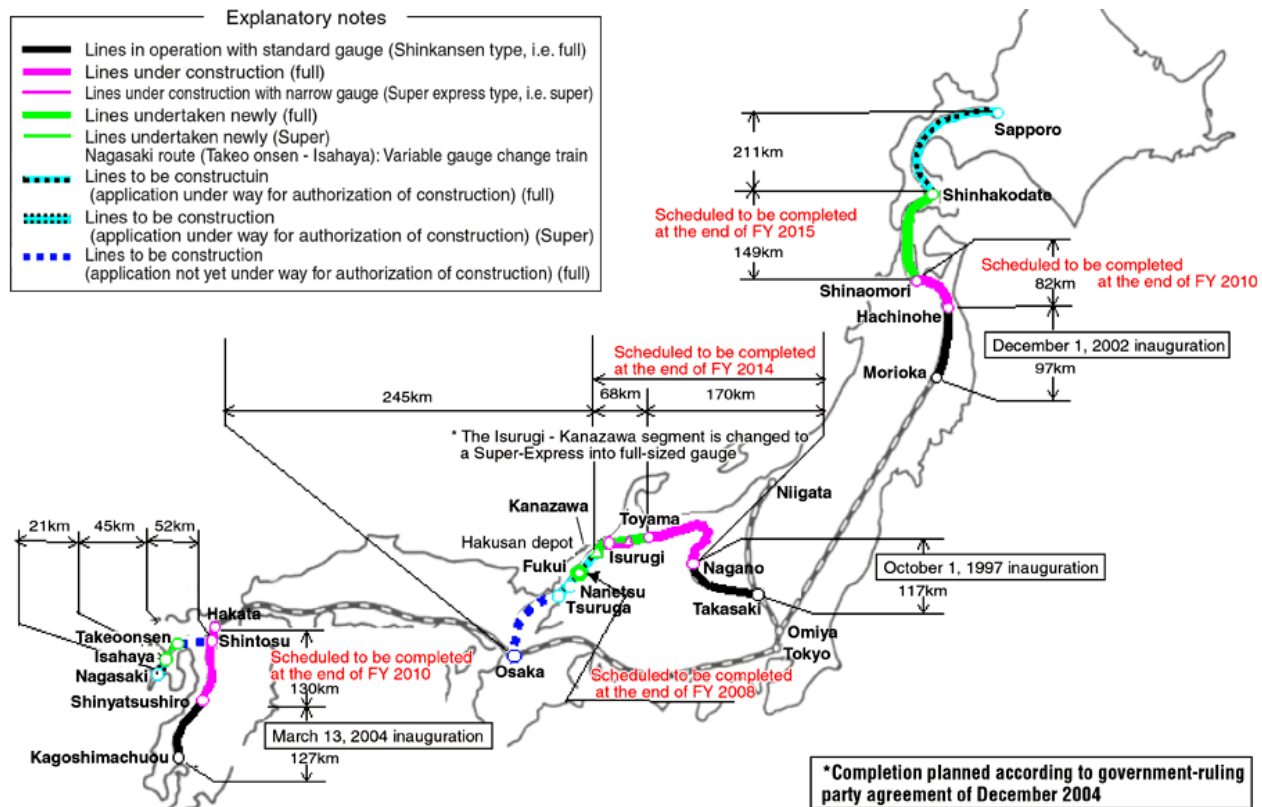 Explanatory notes
Lines in operation with standard gauge (Shinkansen type, i.e. full)
Lines under construction (full)
Lines under construction with narrow gauge (Super express type, i.e. super)
Lines undertaken newly (full)
Lines undertaken newly (Super)
Nagasaki route (Takeo onsen - Isahaya): Variable gauge change train
Lines to be constructuin
(application under way for authorization of construction) (full)
Lines to be construction
(application under way for authorization of construction) (Super)
Lines to be construction
(application not yet under way for authorization of construction) (full)
Sapporo
211km
Shinhakodate
Scheduled to be completed
at the end of FY 2015
149km
Scheduled to be completed
at the end of FY 2010
82km
Shinaomori
Hachinohe
December 1, 2002 inauguration
97km
Morioka
Scheduled to be completed
at the end of FY 2014
245km
68km
170km
* The Isurugi - Kanazawa segment is changed to
a Super-Express into full-sized gauge
Niigata
Kanazawa
Toyama
Hakusan depot
Isurugi
Fukui
Nanetsu
Tsuruga
Nagano
October 1, 1997 inauguration
117km
Takasaki
Omiya
Tokyo
21km
45km
52km
Hakata
Takeoonsen
Shintosu
Isahaya
Nagasaki
Osaka
Scheduled to be completed
at the end of FY 2010
130km
Scheduled to be completed
at the end of FY 2008
Shinyatsushiro
March 13, 2004 inauguration
127km
Kagoshimachuou
*Completion planned according to government-ruling
party agreement of December 2004